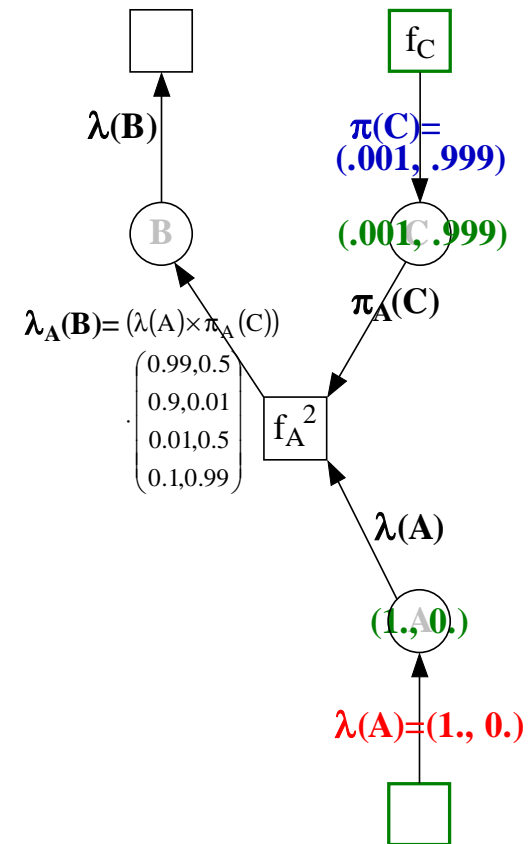 f_C
λ(B)
π(C)=
(.001, .999)
B
C
(.001, .999)
π_A(C)
λ_A(B)= (λ(A)×π_A(C))
· (0.99,0.5
0.9,0.01
0.01,0.5
0.1,0.99)
f_A^2
λ(A)
A
(1., 0.)
λ(A)=(1., 0.)